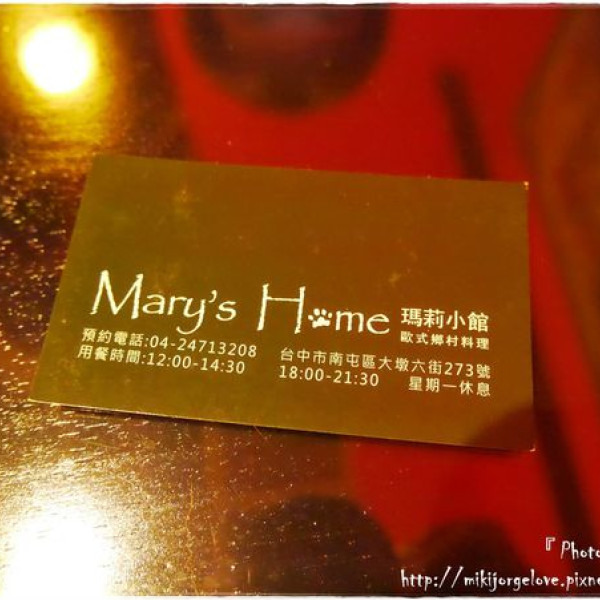 Mary's Home 瑪莉小館
歐式鄉村料理
預約電話:04-24713208 台中市南屯區大墩六街273號
用餐時間:12:00-14:30 18:00-21:30 星期一休息
『 Photo
http://mikijorgelove.pixne